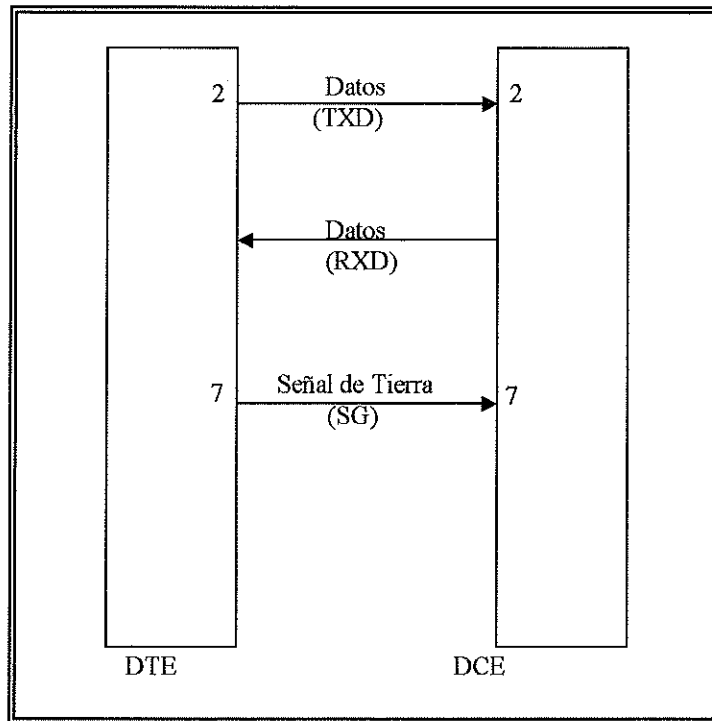 2
Datos
(TXD)
2
Datos
(RXD)
7
Señal de Tierra
(SG)
7
DTE
DCE